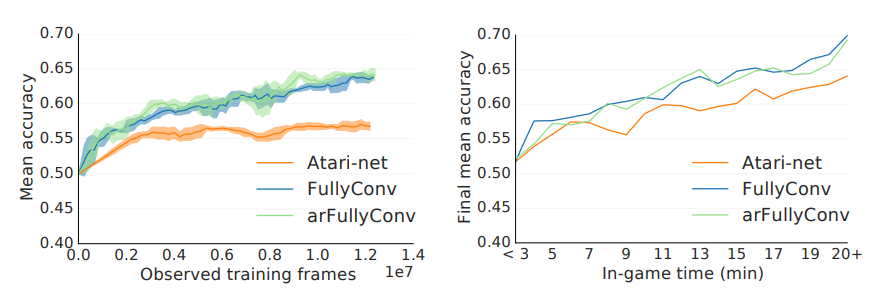 0.70
0.65
0.60
0.55
0.50
0.45
0.40
Mean accuracy
Atari-net
FullyConv
arFullyConv
0.0 0.2 0.4 0.6 0.8 1.0 1.2 1.4
1e7
Observed training frames
0.70
0.65
0.60
0.55
0.50
0.45
0.40
Final mean accuracy
Atari-net
FullyConv
arFullyConv
< 3 5 7 9 11 13 15 17 19 20+
In-game time (min)